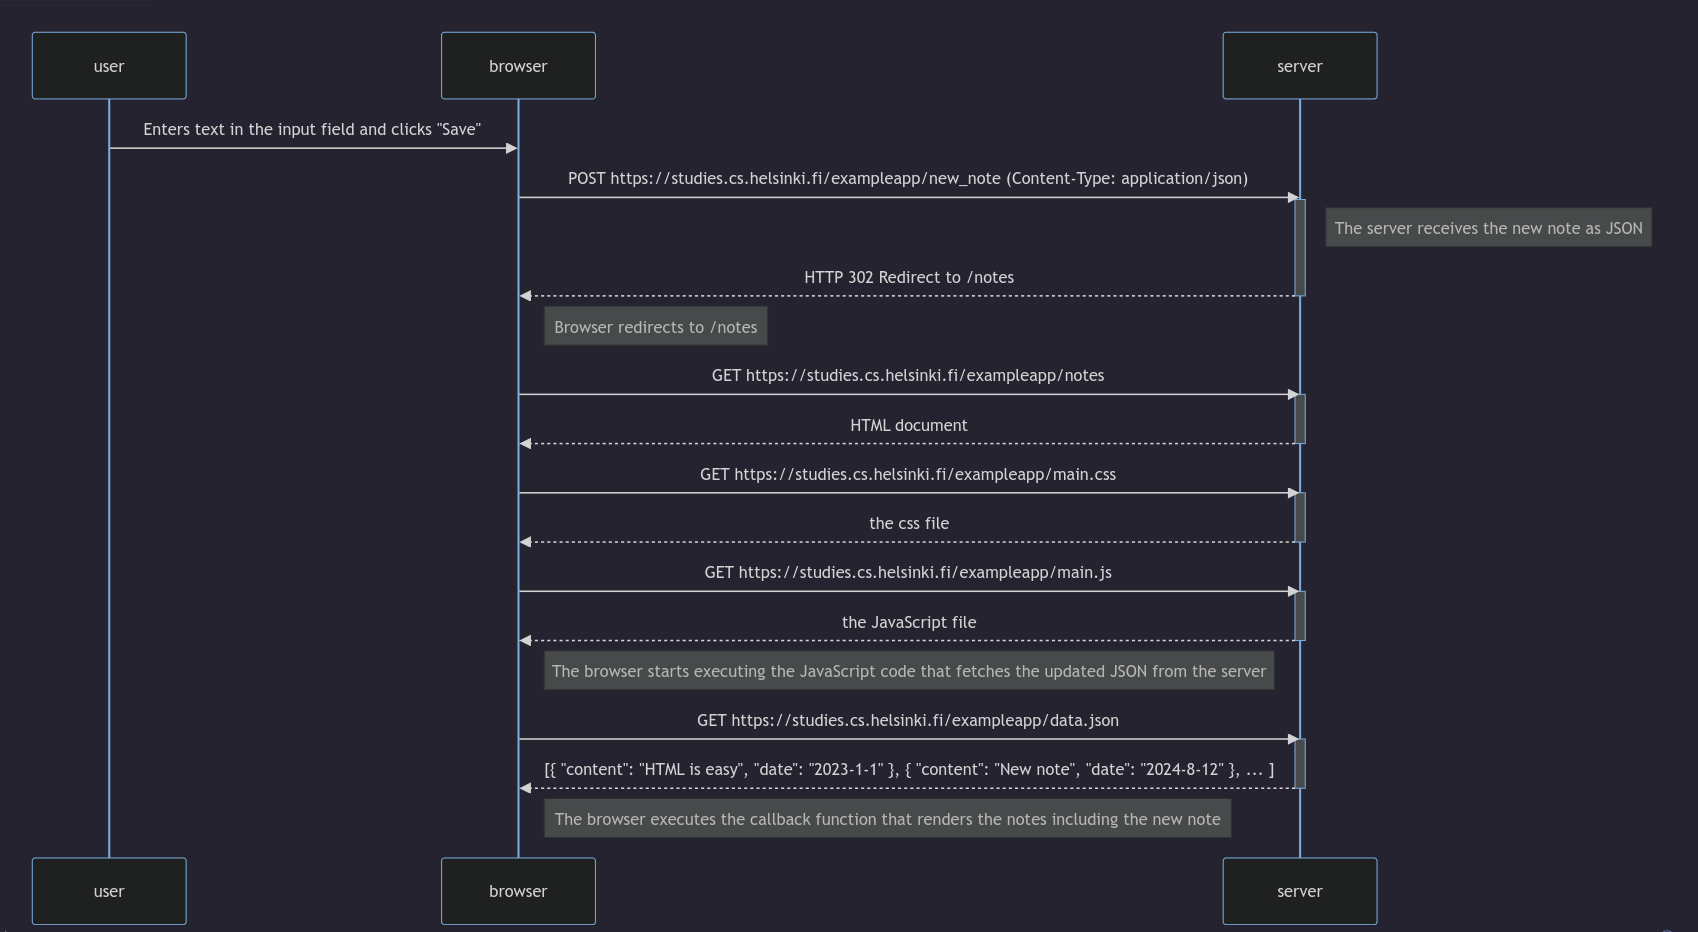 user
browser
server
Enters text in the input field and clicks "Save"
POST https://studies.cs.helsinki.fi/exampleapp/new_note (Content-Type: application/json)
The server receives the new note as JSON
HTTP 302 Redirect to /notes
Browser redirects to /notes
GET https://studies.cs.helsinki.fi/exampleapp/notes
HTML document
GET https://studies.cs.helsinki.fi/exampleapp/main.css
the css file
GET https://studies.cs.helsinki.fi/exampleapp/main.js
the JavaScript file
The browser starts executing the JavaScript code that fetches the updated JSON from the server
GET https://studies.cs.helsinki.fi/exampleapp/data.json
[{ "content": "HTML is easy", "date": "2023-1-1" }, { "content": "New note", "date": "2024-8-12" }, ... ]
The browser executes the callback function that renders the notes including the new note
user
browser
server